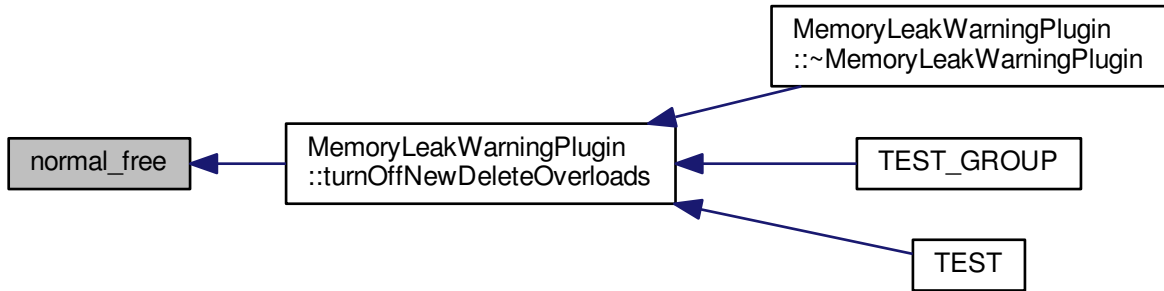 MemoryLeakWarningPlugin
::~MemoryLeakWarningPlugin
normal_free
MemoryLeakWarningPlugin
::turnOffNewDeleteOverloads
TEST_GROUP
TEST